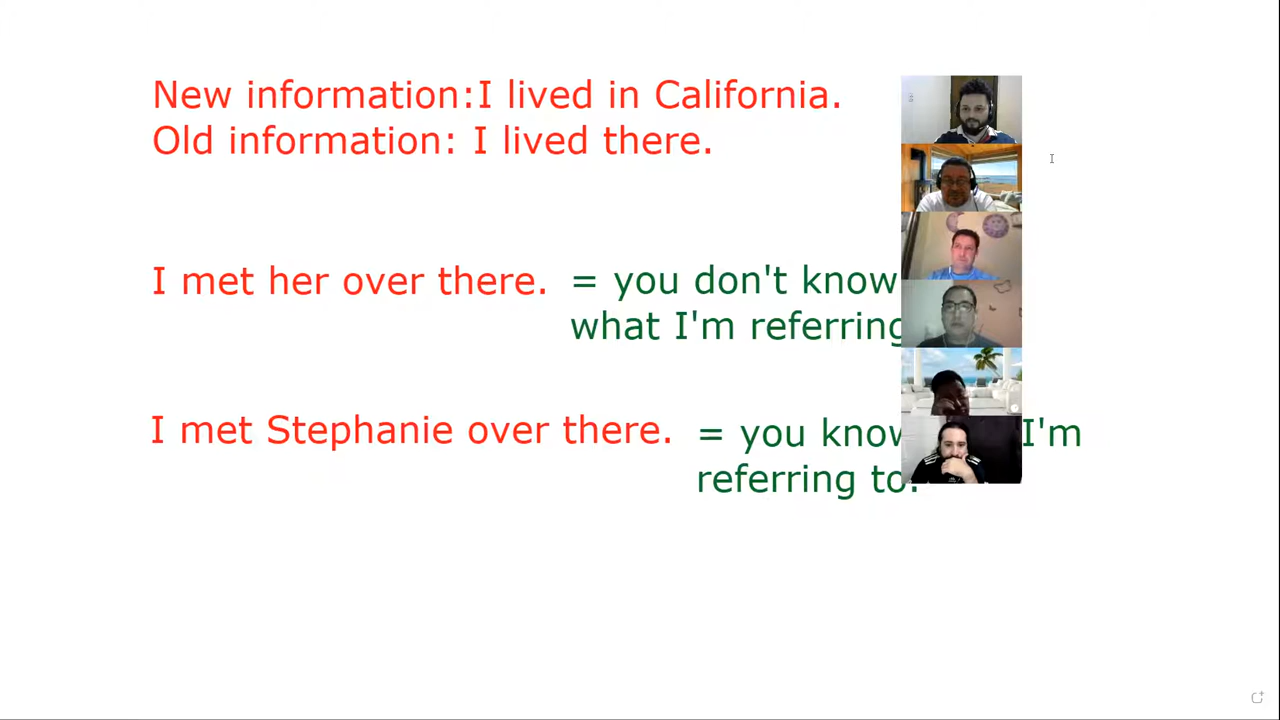 New information:I lived in California.
Old information: I lived there.
I met her over there. = you don't know
what I'm referring
I met Stephanie over there. = you know I'm
referring to.